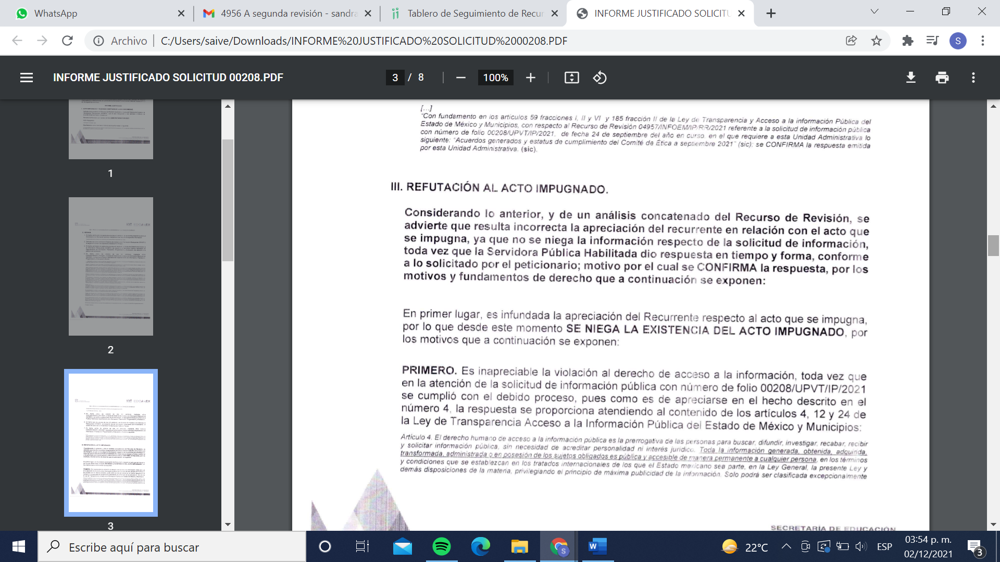 WhatsApp
4956 A segunda revisión - sandra
Tablero de Seguimiento de Recur
INFORME JUSTIFICADO SOLICITU
Archivo
C:/Users/saive/Downloads/INFORME%20JUSTIFICADO%20SOLICITUD%2000208.PDF
S
INFORME JUSTIFICADO SOLICITUD 00208.PDF
3 / 8
100%
1
2
3
[...]
"Con fundamento en los artículos 59 fracciones I, II y VI y 185 fracción II de la Ley de Transparencia y Acceso a la información Pública del
Estado de México y Municipios, con respecto al Recurso de Revisión 04957/INFOEM/IP/RR/2021 referente a la solicitud de información pública
con número de folio 00208/UPVT/IP/2021, de fecha 24 de septiembre del año en curso, en el que requiere a esta Unidad Administrativa lo
siguiente: "Acuerdos generados y estatus de cumplimiento del Comité de Ética a septiembre 2021" (sic); se CONFIRMA la respuesta emitida
por esta Unidad Administrativa. (sic).
III. REFUTACIÓN AL ACTO IMPUGNADO.
Considerando lo anterior, y de un análisis concatenado del Recurso de Revisión, se
advierte que resulta incorrecta la apreciación del recurrente en relación con el acto que
se impugna, ya que no se niega la información respecto de la solicitud de información,
toda vez que la Servidora Pública Habilitada dio respuesta en tiempo y forma, conforme
a lo solicitado por el peticionario; motivo por el cual se CONFIRMA la respuesta, por los
motivos y fundamentos de derecho que a continuación se exponen:
En primer lugar, es infundada la apreciación del Recurrente respecto al acto que se impugna,
por lo que desde este momento SE NIEGA LA EXISTENCIA DEL ACTO IMPUGNADO, por
los motivos que a continuación se exponen:
PRIMERO. Es inapreciable la violación al derecho de acceso a la información, toda vez que
en la atención de la solicitud de información pública con número de folio 00208/UPVT/IP/2021
se cumplió con el debido proceso, pues como es de apreciarse en el hecho descrito en el
número 4, la respuesta se proporciona atendiendo al contenido de los artículos 4, 12 y 24 de
la Ley de Transparencia Acceso a la Información Pública del Estado de México y Municipios:
Artículo 4. El derecho humano de acceso a la información pública es la prerrogativa de las personas para buscar, difundir, investigar, recabar, recibir
y solicitar información pública, sin necesidad de acreditar personalidad ni interés jurídico. Toda la información generada, obtenida, adquirida,
transformada, administrada o en posesión de los sujetos obligados es pública y accesible de manera permanente a cualquier persona, en los términos
y condiciones que se establezcan en los tratados internacionales de los que el Estado mexicano sea parte, en la Ley General, la presente Ley y
demás disposiciones de la materia, privilegiando el principio de máxima publicidad de la información. Solo podrá ser clasificada excepcionalmente
SECRETARÍA DE EDUCACIÓN
Escribe aquí para buscar
S
22°C
ESP
03:54 p. m.
02/12/2021
3